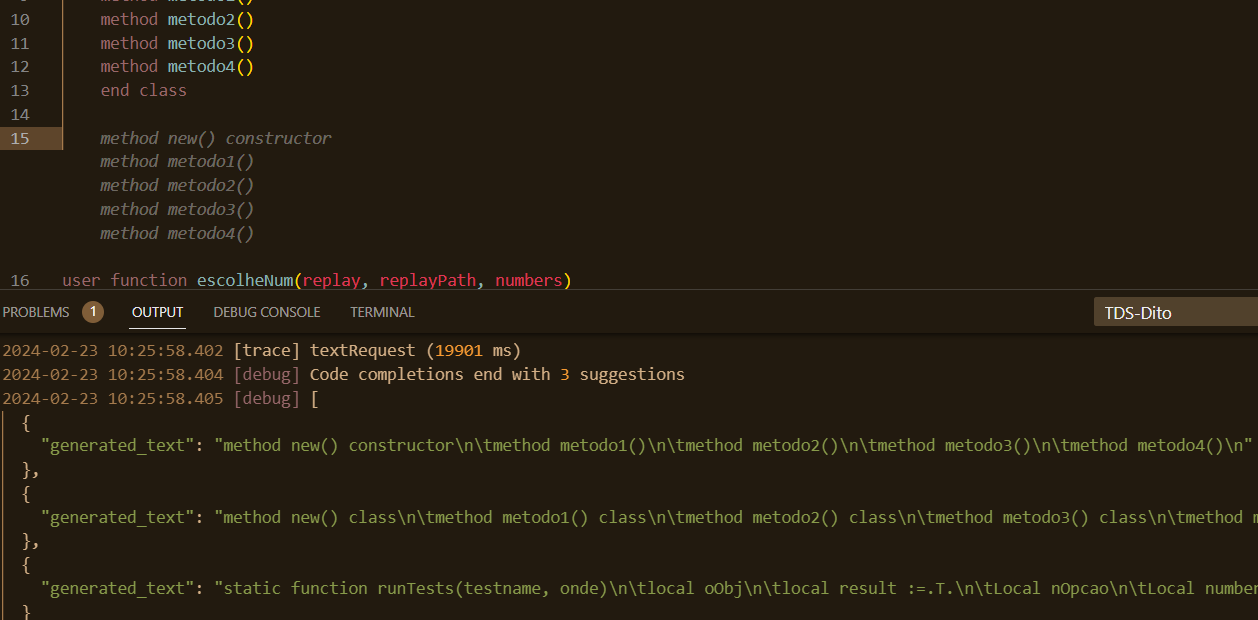 10 method metodo2()
11 method metodo3()
12 method metodo4()
13 end class
14
15 method new() constructor
method metodo1()
method metodo2()
method metodo3()
method metodo4()
16 user function escolheNum(replay, replayPath, numbers)
PROBLEMS 1 OUTPUT DEBUG CONSOLE TERMINAL TDS-Dito
2024-02-23 10:25:58.402 [trace] textRequest (19901 ms)
2024-02-23 10:25:58.404 [debug] Code completions end with 3 suggestions
2024-02-23 10:25:58.405 [debug] [
{
"generated_text": "method new() constructor\n\tmethod metodo1()\n\tmethod metodo2()\n\tmethod metodo3()\n\tmethod metodo4()\n"
},
{
"generated_text": "method new() class\n\tmethod metodo1() class\n\tmethod metodo2() class\n\tmethod metodo3() class\n\tmethod
},
{
"generated_text": "static function runTests(testname, onde)\n\tlocal oObj\n\tlocal result :=.T.\n\tLocal nOpcao\n\tLocal number
}